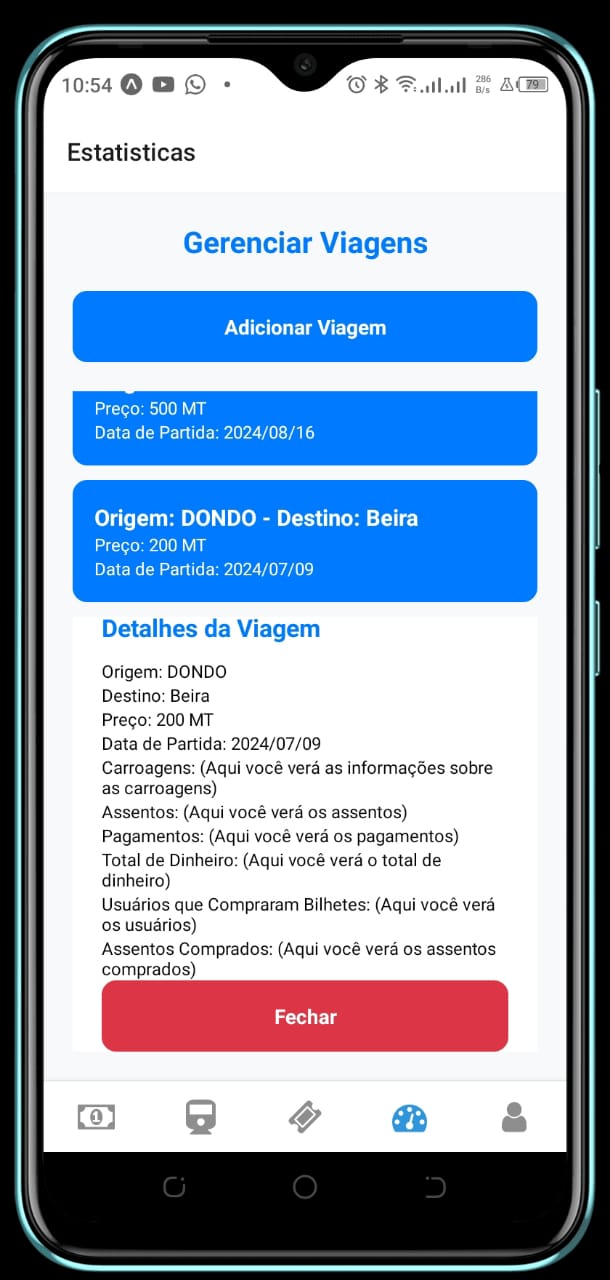 10:54
286
B/s
79
Estatisticas
Gerenciar Viagens
Adicionar Viagem
Preço: 500 MT
Data de Partida: 2024/08/16
Origem: DONDO - Destino: Beira
Preço: 200 MT
Data de Partida: 2024/07/09
Detalhes da Viagem
Origem: DONDO
Destino: Beira
Preço: 200 MT
Data de Partida: 2024/07/09
Carroagens: (Aqui você verá as informações sobre
as carroagens)
Assentos: (Aqui você verá os assentos)
Pagamentos: (Aqui você verá os pagamentos)
Total de Dinheiro: (Aqui você verá o total de
dinheiro)
Usuários que Compraram Bilhetes: (Aqui você verá
os usuários)
Assentos Comprados: (Aqui você verá os assentos
comprados)
Fechar
1